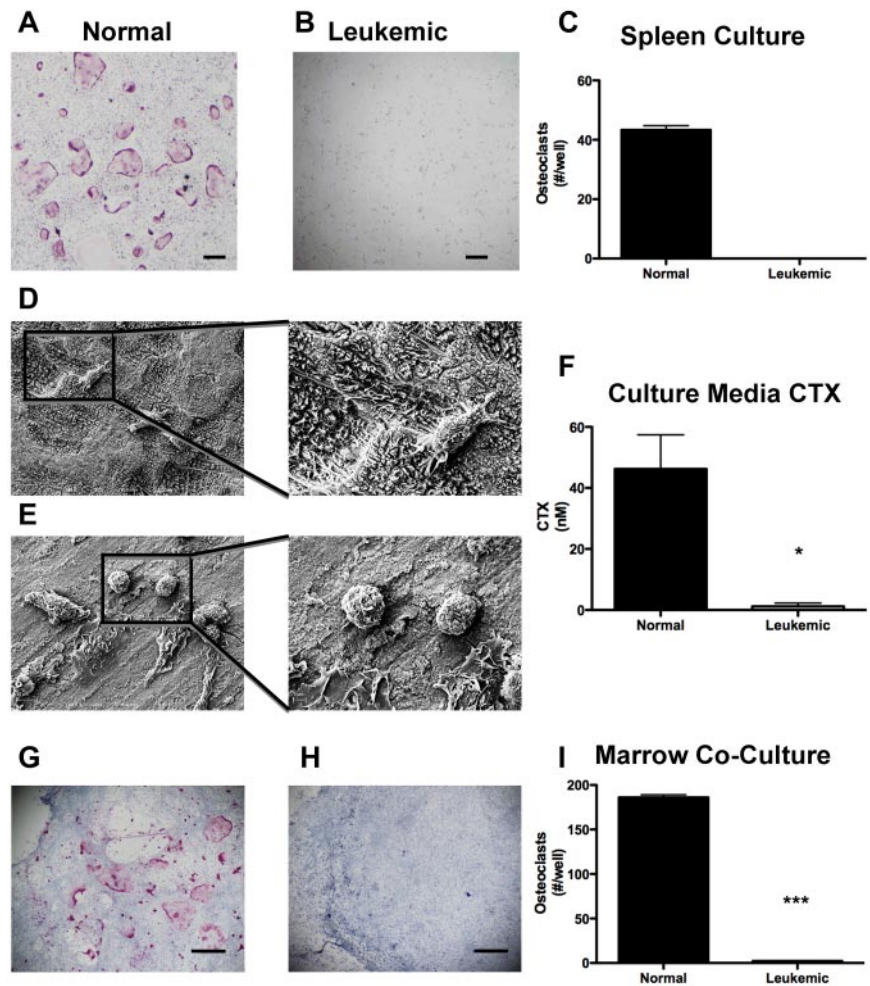 A Normal
B Leukemic
C Spleen Culture
60
40
20
0
Osteoclasts
(#/well)
Normal
Leukemic
D
E
F
Culture Media CTX
60
40
20
0
CTX
(nM)
*
Normal
Leukemic
G
H
I Marrow Co-Culture
200
150
100
50
0
Osteoclasts
(#/well)
***
Normal
Leukemic